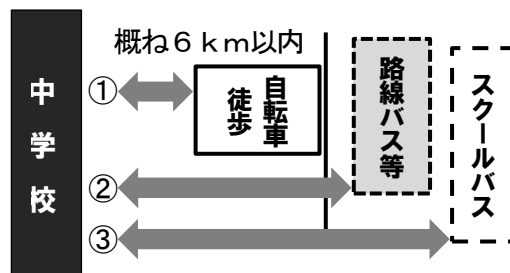 中学校
概ね６ｋｍ以内
①
自転車
徒歩
路線バス等
スクールバス
②
③